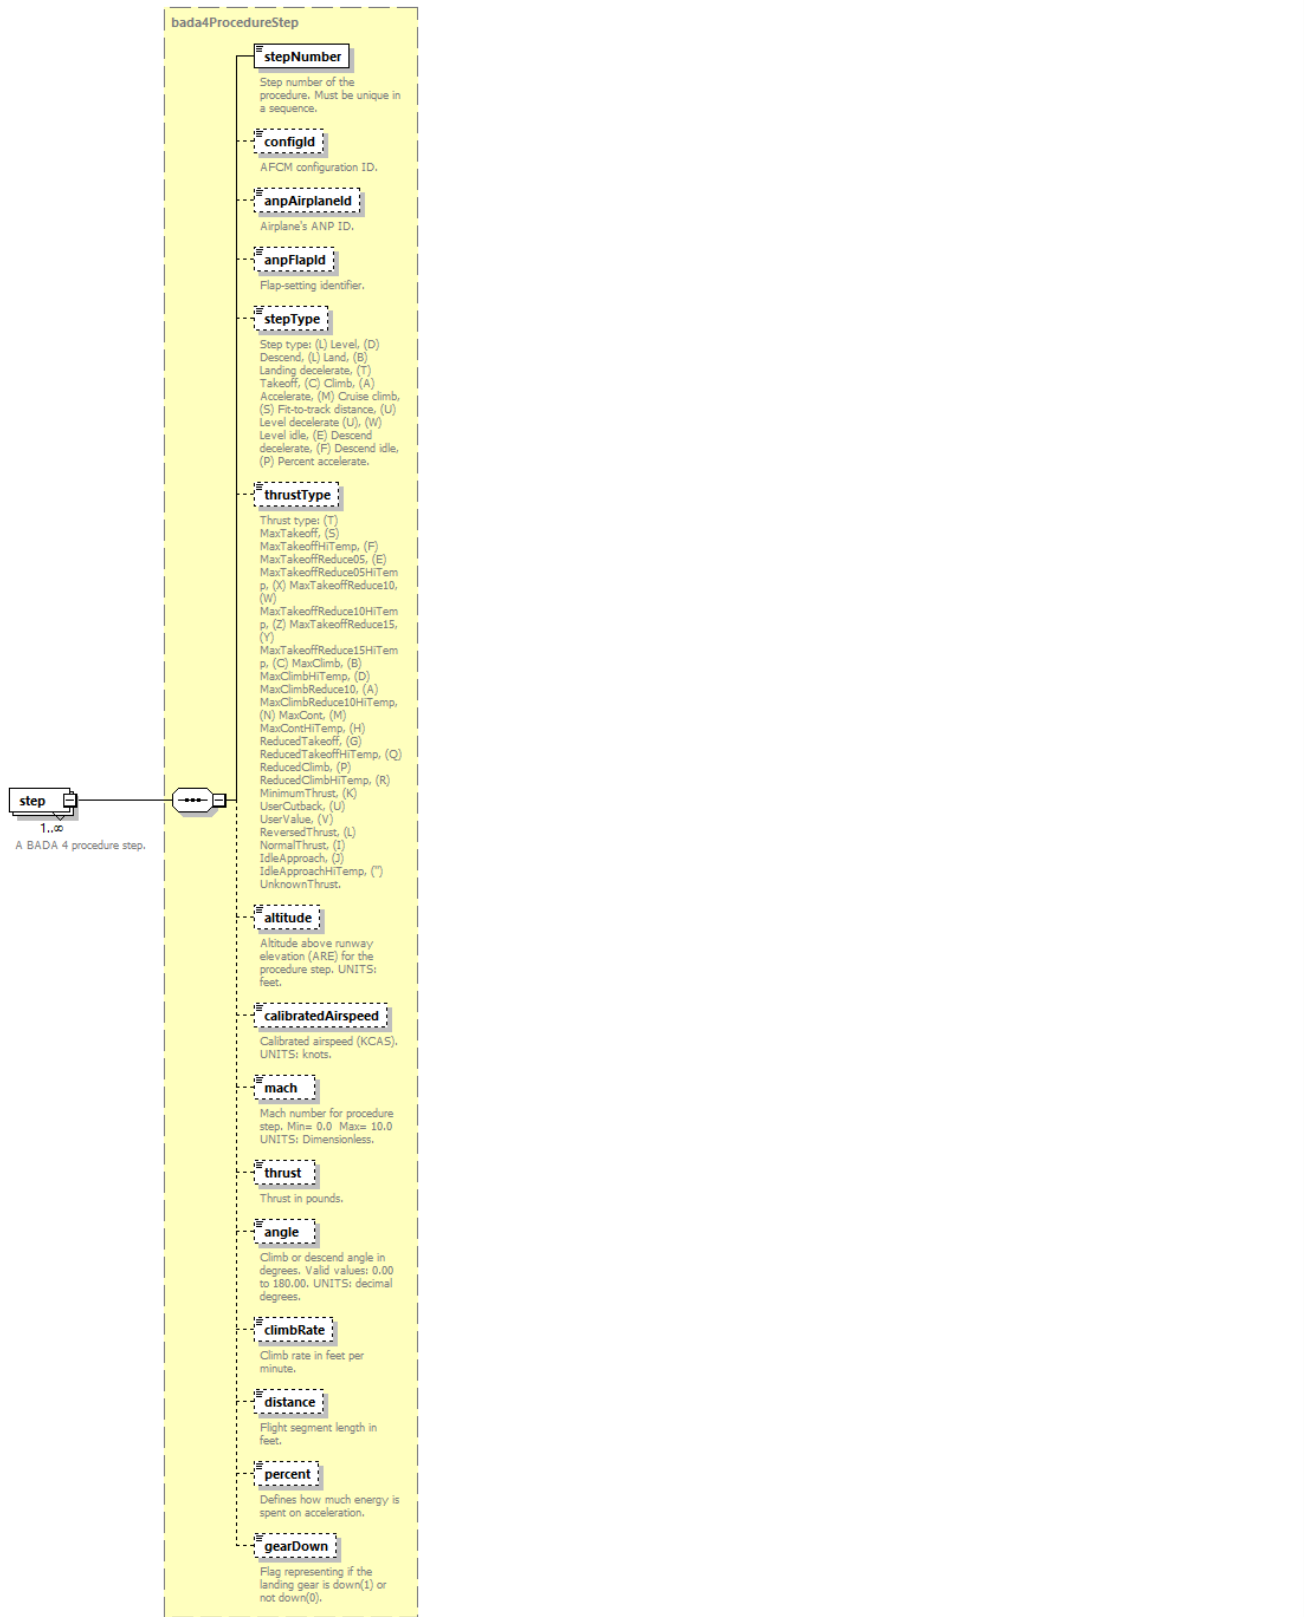 bada4ProcedureStep
stepNumber
Step number of the
procedure. Must be unique in
a sequence.
configId
AFCM configuration ID.
anpAirplaneId
Airplane's ANP ID.
anpFlapId
Flap-setting identifier.
stepType
Step type: (L) Level, (D)
Descend, (L) Land, (B)
Landing decelerate, (T)
Takeoff, (C) Climb, (A)
Accelerate, (M) Cruise climb,
(S) Fit-to-track distance, (U)
Level decelerate (U), (W)
Level idle, (E) Descend
decelerate, (F) Descend idle,
(P) Percent accelerate.
thrustType
Thrust type: (T)
MaxTakeoff, (S)
MaxTakeoffHiTemp, (F)
MaxTakeoffReduce05, (E)
MaxTakeoffReduce05HiTem
p, (X) MaxTakeoffReduce10,
(W)
MaxTakeoffReduce10HiTem
p, (Z) MaxTakeoffReduce15,
(Y)
MaxTakeoffReduce15HiTem
p, (C) MaxClimb, (B)
MaxClimbHiTemp, (D)
MaxClimbReduce10, (A)
MaxClimbReduce10HiTemp,
(N) MaxCont, (M)
MaxContHiTemp, (H)
ReducedTakeoff, (G)
ReducedTakeoffHiTemp, (Q)
ReducedClimb, (P)
ReducedClimbHiTemp, (R)
MinimumThrust, (K)
UserCutback, (U)
UserValue, (V)
ReversedThrust, (L)
NormalThrust, (I)
IdleApproach, (J)
IdleApproachHiTemp, ('')
UnknownThrust.
step
1..∞
A BADA 4 procedure step.
altitude
Altitude above runway
elevation (ARE) for the
procedure step. UNITS:
feet.
calibratedAirspeed
Calibrated airspeed (KCAS).
UNITS: knots.
mach
Mach number for procedure
step. Min= 0.0  Max= 10.0
UNITS: Dimensionless.
thrust
Thrust in pounds.
angle
Climb or descend angle in
degrees. Valid values: 0.00
to 180.00. UNITS: decimal
degrees.
climbRate
Climb rate in feet per
minute.
distance
Flight segment length in
feet.
percent
Defines how much energy is
spent on acceleration.
gearDown
Flag representing if the
landing gear is down(1) or
not down(0).